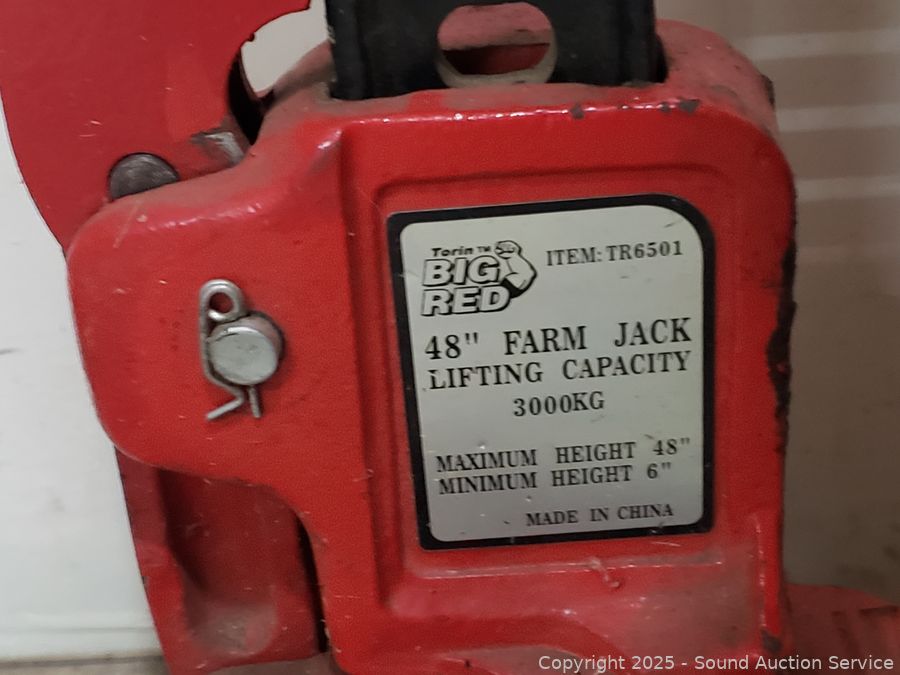 Torin™
BIG
RED
ITEM: TR6501
48" FARM JACK
LIFTING CAPACITY
3000KG
MAXIMUM HEIGHT 48"
MINIMUM HEIGHT 6"
MADE IN CHINA
Copyright © 2025 - Sound Auction Service